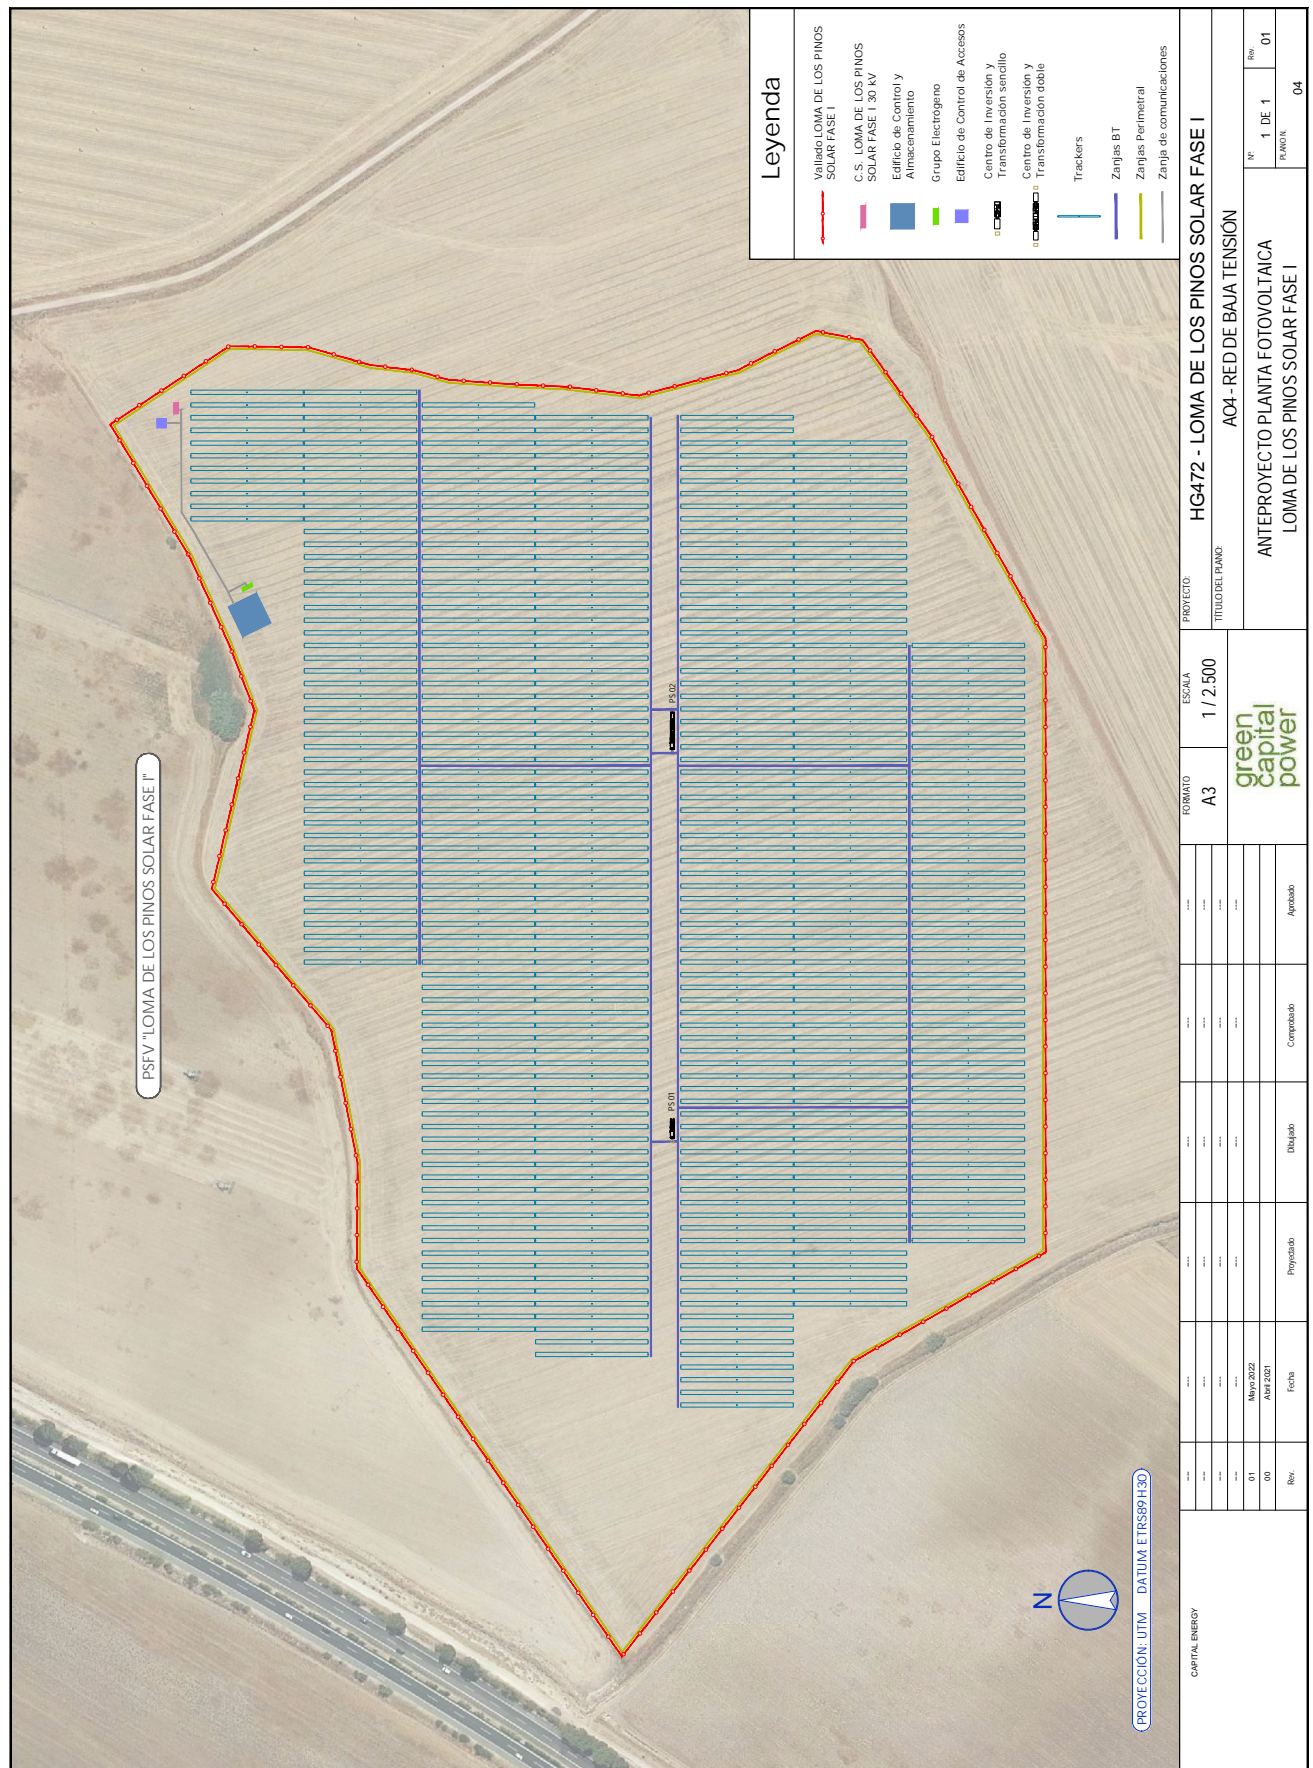 Leyenda
Vallado LOMA DE LOS PINOS
SOLAR FASE I
C.S. LOMA DE LOS PINOS
SOLAR FASE I 30 kV
Edificio de Control y
Almacenamiento
Grupo Electrógeno
Edificio de Control de Accesos
Centro de Inversión y
Transformación sencillo
Centro de Inversión y
Transformación doble
Trackers
Zanjas BT
Zanjas Perimetral
Zanja de comunicaciones
PSFV "LOMA DE LOS PINOS SOLAR FASE I"
PS 02
PS 01
N
PROYECCIÓN: UTM DATUM: ETRS89 H30
CAPITAL ENERGY
--- --- --- --- --- ---
--- --- --- --- --- ---
--- --- --- --- --- ---
--- --- --- --- --- ---
01 Mayo 2022
00 Abril 2021
Rev. Fecha Proyectado Dibujado Comprobado Aprobado
FORMATO
A3
ESCALA
1 / 2.500
green
capital
power
PROYECTO:
HG472 - LOMA DE LOS PINOS SOLAR FASE I
TÍTULO DEL PLANO:
A04 - RED DE BAJA TENSIÓN
ANTEPROYECTO PLANTA FOTOVOLTAICA
LOMA DE LOS PINOS SOLAR FASE I
Nº
1 DE 1
Rev.
01
PLANO N.
04